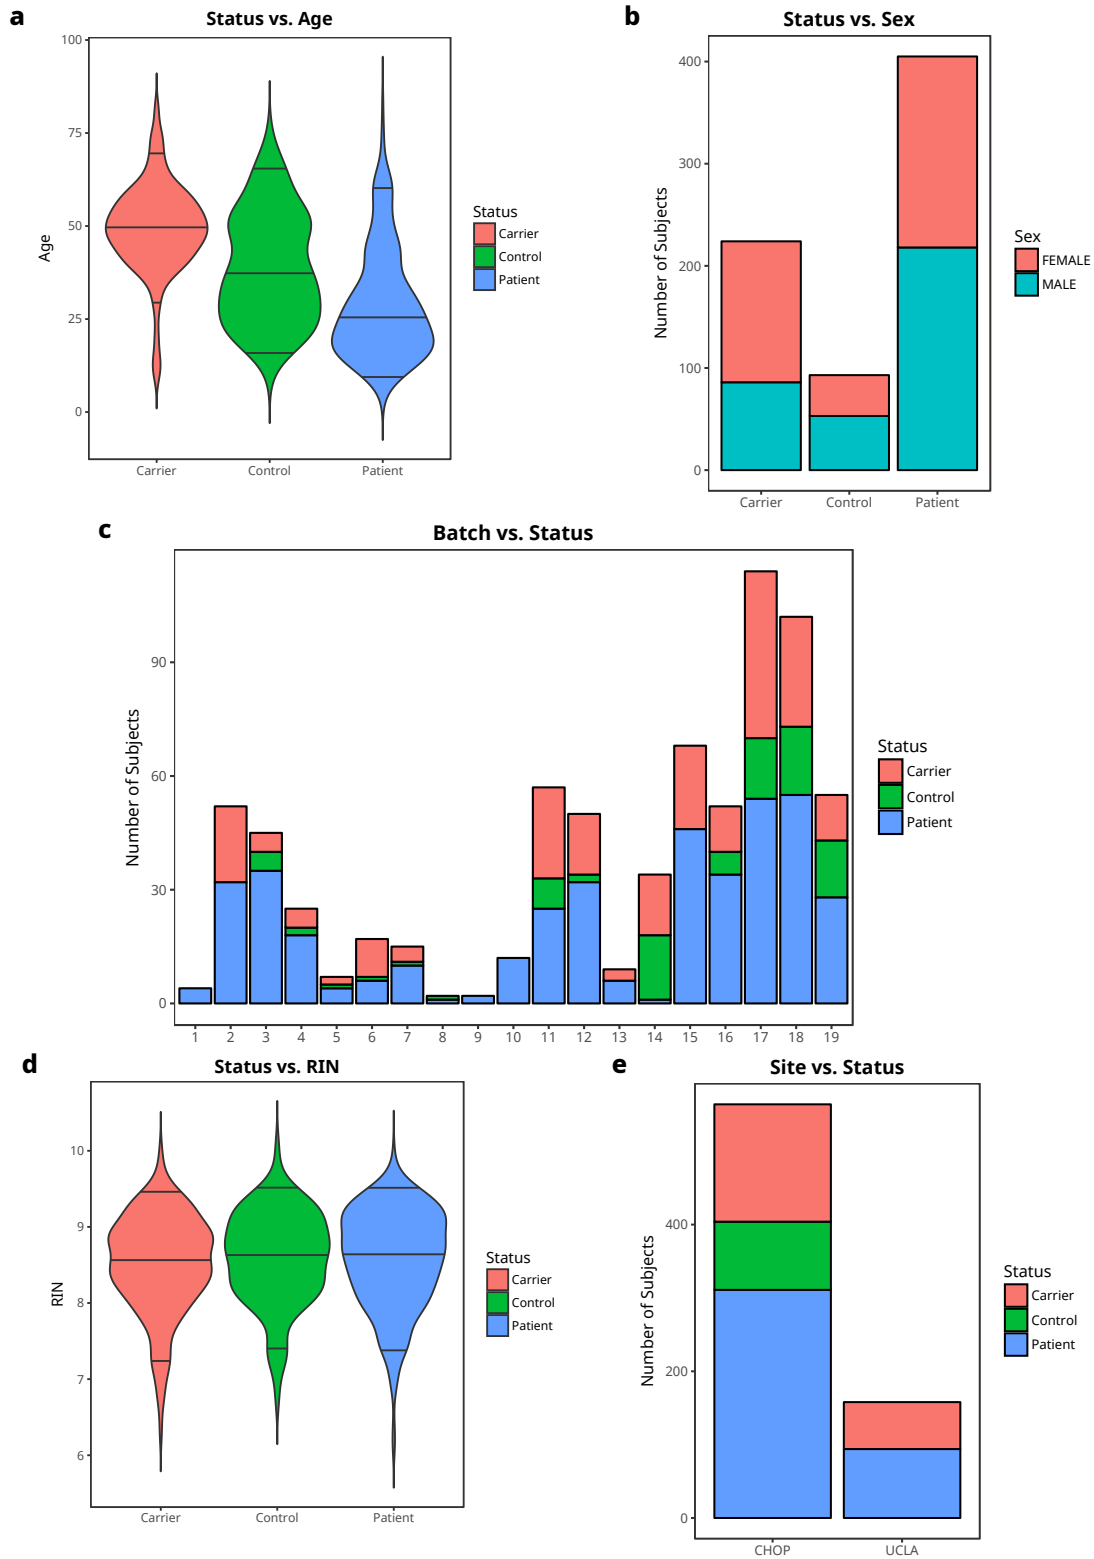 a
Status vs. Age
100
75
50
25
0
Age
Carrier
Control
Patient
Status
Carrier
Control
Patient
b
Status vs. Sex
400
300
200
100
0
Number of Subjects
Carrier
Control
Patient
Sex
FEMALE
MALE
c
Batch vs. Status
90
60
30
0
Number of Subjects
1 2 3 4 5 6 7 8 9 10 11 12 13 14 15 16 17 18 19
Status
Carrier
Control
Patient
d
Status vs. RIN
10
9
8
7
6
RIN
Carrier
Control
Patient
Status
Carrier
Control
Patient
e
Site vs. Status
400
200
0
Number of Subjects
CHOP
UCLA
Status
Carrier
Control
Patient